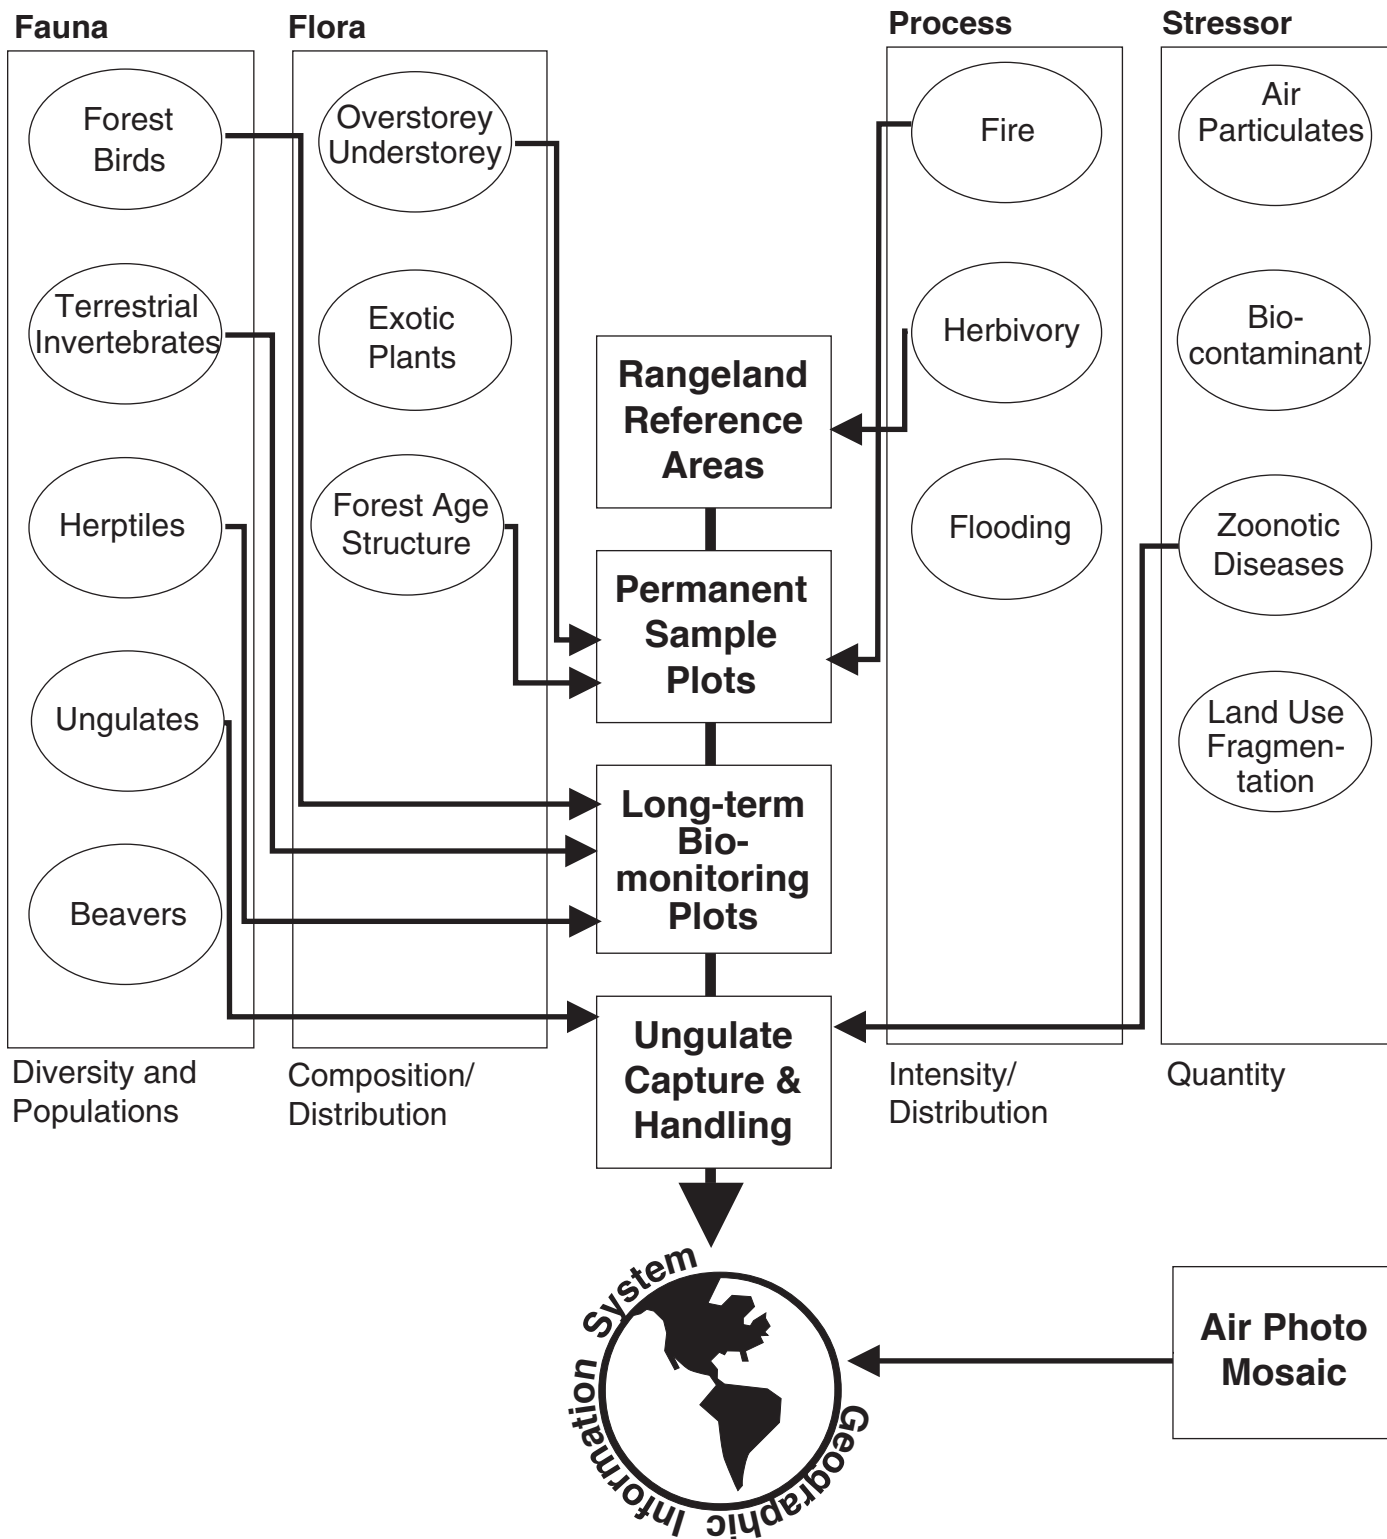 Fauna
Forest
Birds
Terrestrial
Invertebrates
Herptiles
Ungulates
Beavers
Diversity and
Populations
Flora
Overstorey
Understorey
Exotic
Plants
Forest Age
Structure
Composition/
Distribution
Rangeland
Reference
Areas
Permanent
Sample
Plots
Long-term
Bio-
monitoring
Plots
Ungulate
Capture &
Handling
Process
Fire
Herbivory
Flooding
Intensity/
Distribution
Stressor
Air
Particulates
Bio-
contaminant
Zoonotic
Diseases
Land Use
Fragmen-
tation
Quantity
Geographic Information System
Air Photo
Mosaic